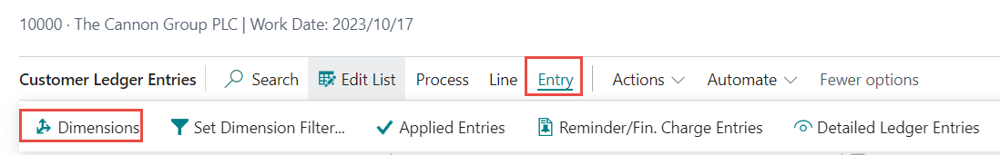 10000 · The Cannon Group PLC | Work Date: 2023/10/17
Customer Ledger Entries Search Edit List Process Line Entry Actions Automate Fewer options
Dimensions Set Dimension Filter... Applied Entries Reminder/Fin. Charge Entries Detailed Ledger Entries